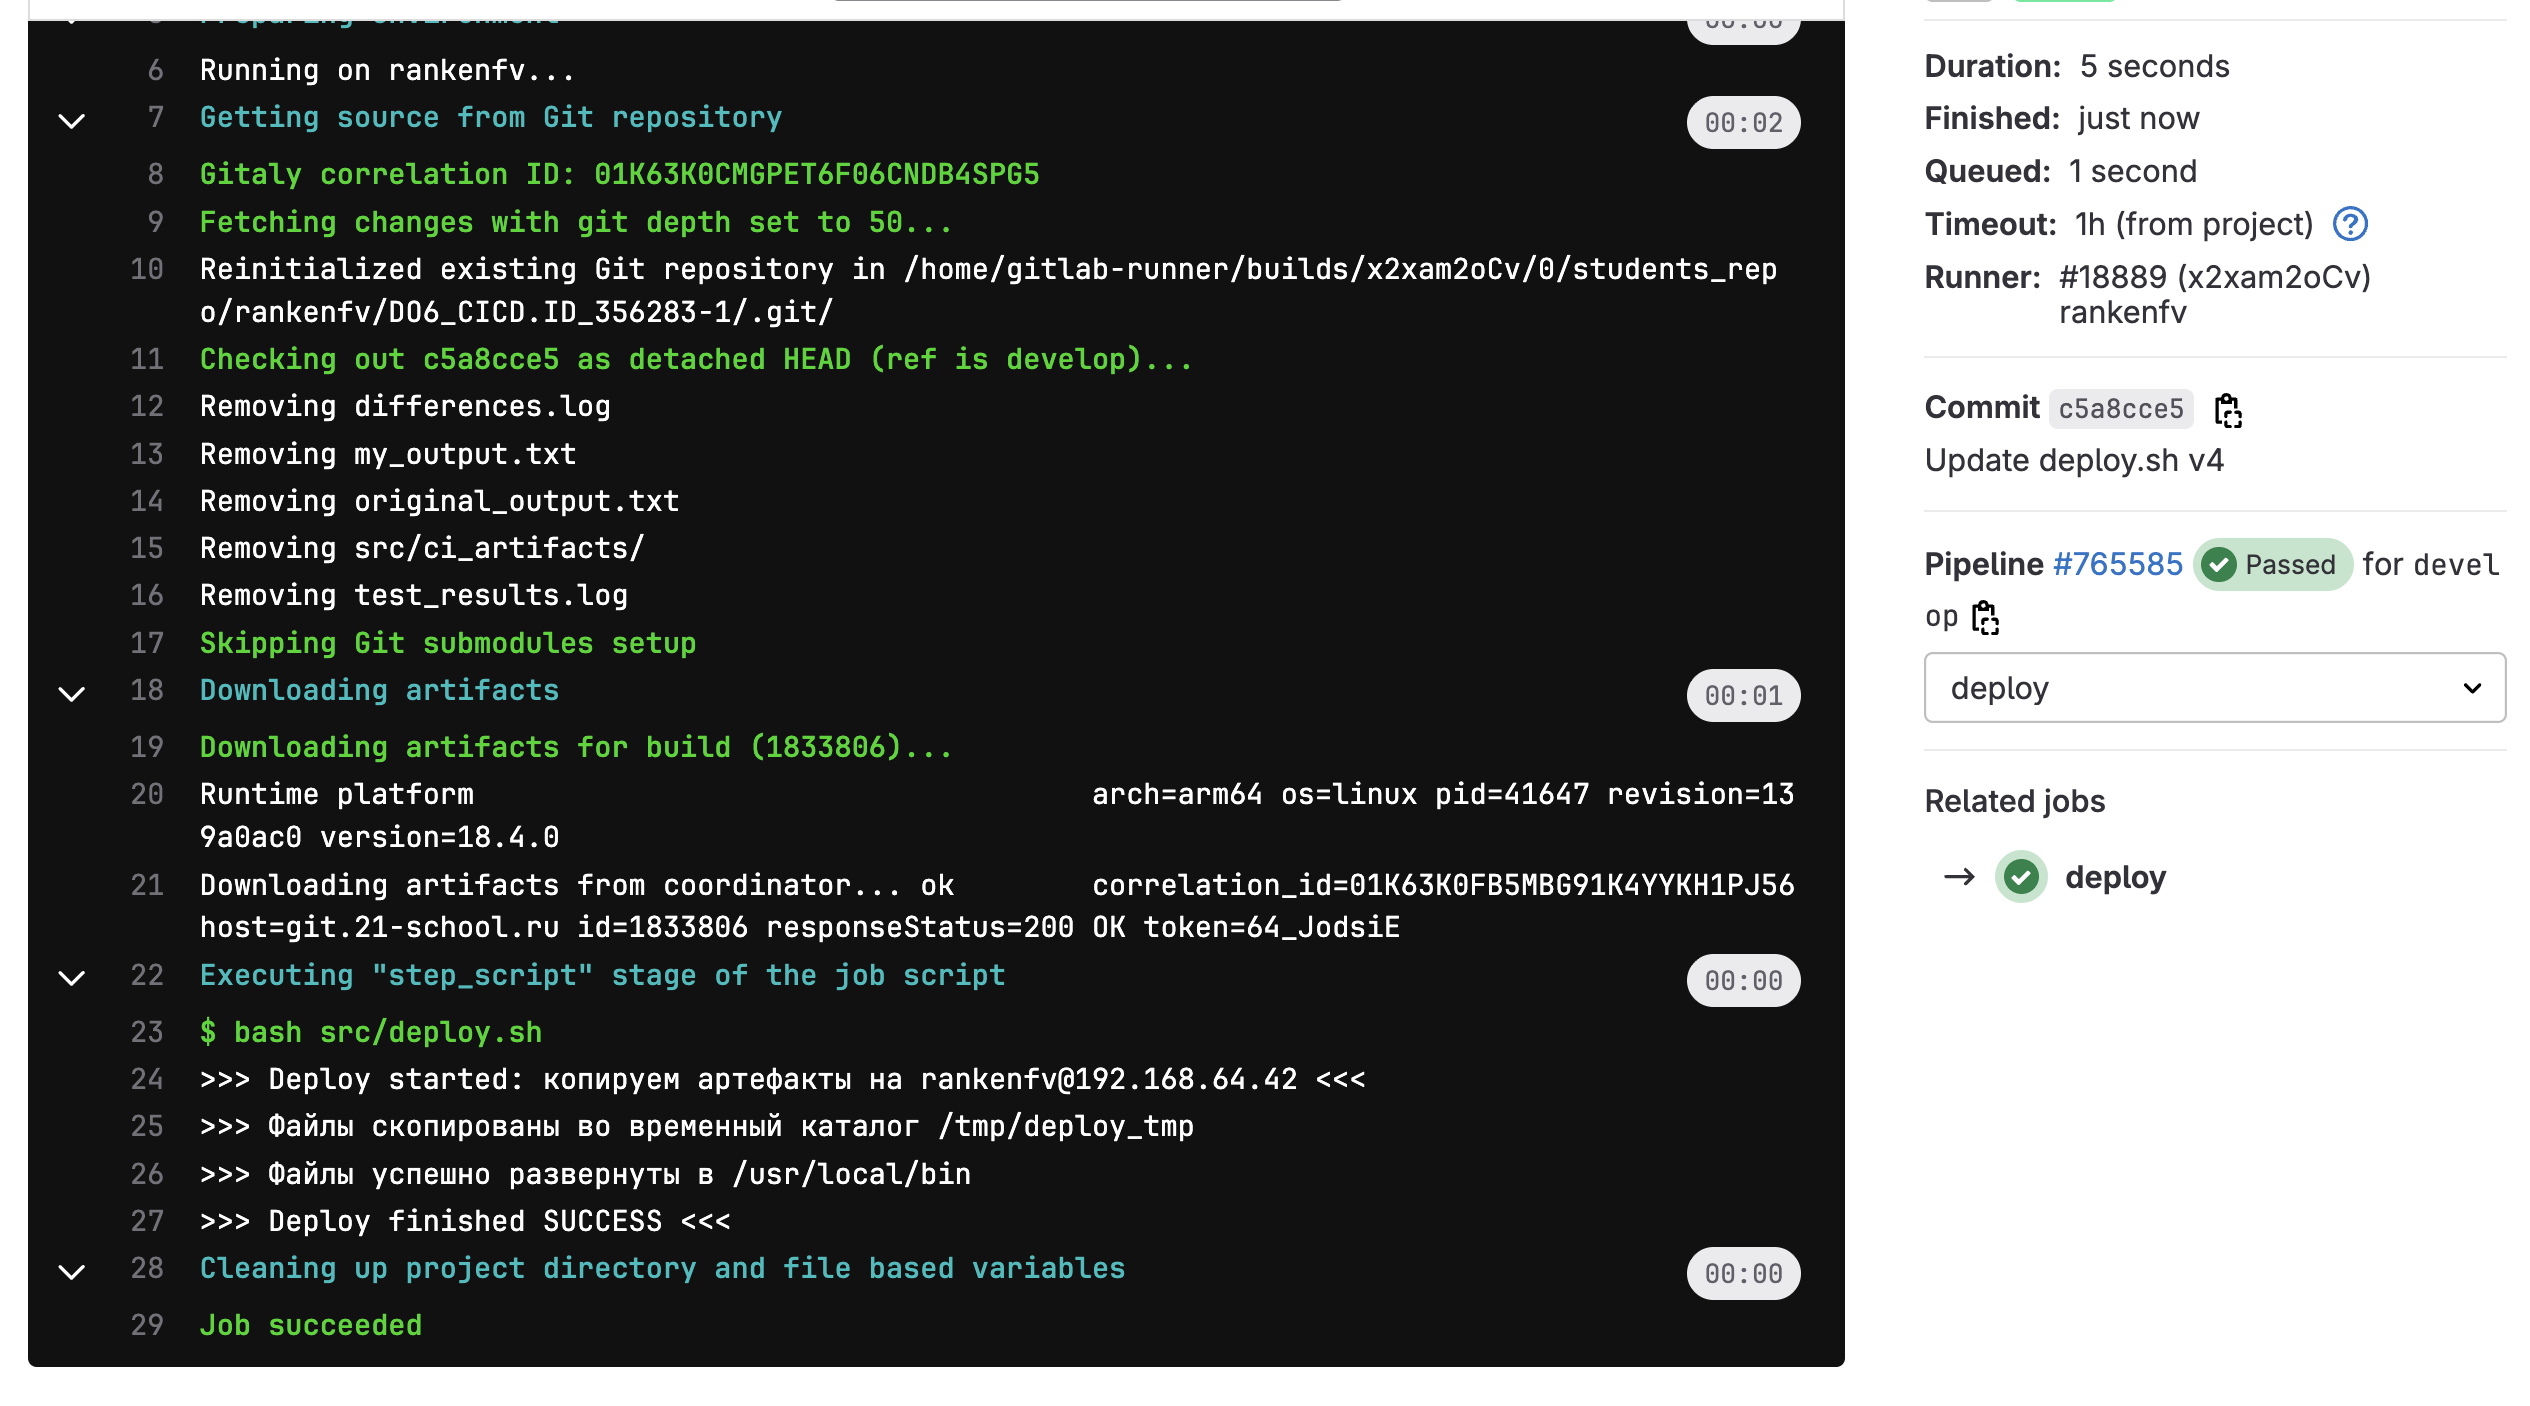 6 Running on rankenfv...
7 Getting source from Git repository 00:02
8 Gitaly correlation ID: 01K63K0CMGPET6F06CNDB4SPG5
9 Fetching changes with git depth set to 50...
10 Reinitialized existing Git repository in /home/gitlab-runner/builds/x2xam2oCv/0/students_rep
o/rankenfv/DO6_CICD.ID_356283-1/.git/
11 Checking out c5a8cce5 as detached HEAD (ref is develop)...
12 Removing differences.log
13 Removing my_output.txt
14 Removing original_output.txt
15 Removing src/ci_artifacts/
16 Removing test_results.log
17 Skipping Git submodules setup
18 Downloading artifacts 00:01
19 Downloading artifacts for build (1833806)...
20 Runtime platform arch=arm64 os=linux pid=41647 revision=13
9a0ac0 version=18.4.0
21 Downloading artifacts from coordinator... ok correlation_id=01K63K0FB5MBG91K4YYKH1PJ56
host=git.21-school.ru id=1833806 responseStatus=200 OK token=64_JodsiE
22 Executing "step_script" stage of the job script 00:00
23 $ bash src/deploy.sh
24 >>> Deploy started: копируем артефакты на rankenfv@192.168.64.42 <<<
25 >>> Файлы скопированы во временный каталог /tmp/deploy_tmp
26 >>> Файлы успешно развернуты в /usr/local/bin
27 >>> Deploy finished SUCCESS <<<
28 Cleaning up project directory and file based variables 00:00
29 Job succeeded
Duration: 5 seconds
Finished: just now
Queued: 1 second
Timeout: 1h (from project) ?
Runner: #18889 (x2xam2oCv)
rankenfv
Commit c5a8cce5
Update deploy.sh v4
Pipeline #765585 Passed for devel
op
deploy
Related jobs
→ deploy